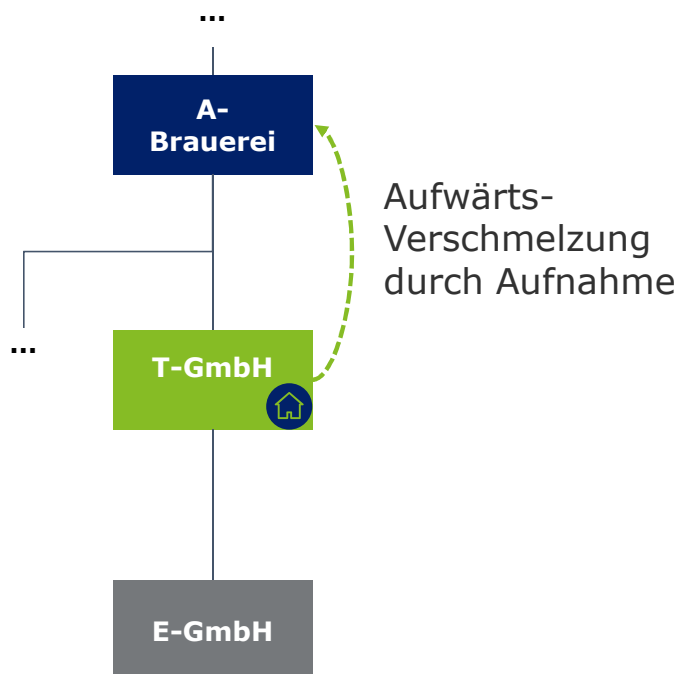 ...
A-
Brauerei
Aufwärts-
Verschmelzung
durch Aufnahme
...
T-GmbH
E-GmbH